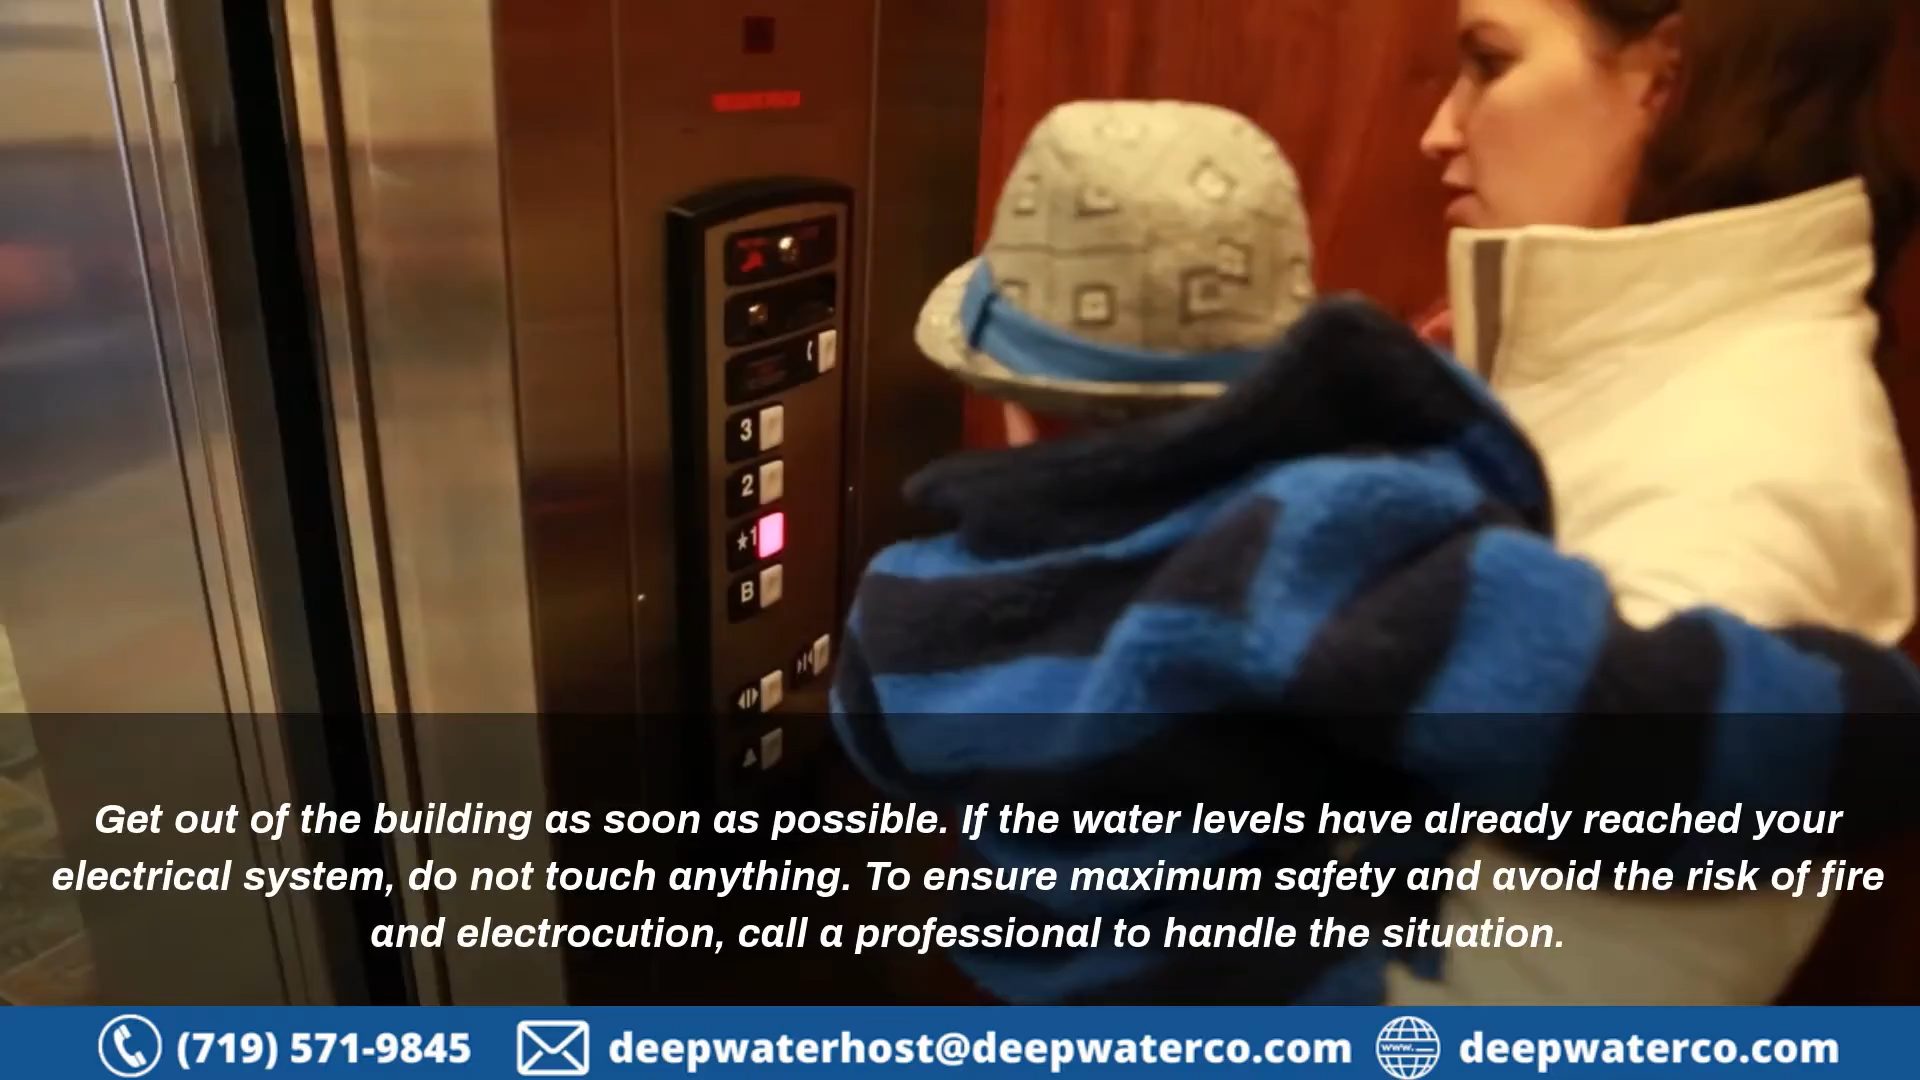 3
2
★1
B
Get out of the building as soon as possible. If the water levels have already reached your
electrical system, do not touch anything. To ensure maximum safety and avoid the risk of fire
and electrocution, call a professional to handle the situation.
(719) 571-9845 deepwaterhost@deepwaterco.com www. deepwaterco.com